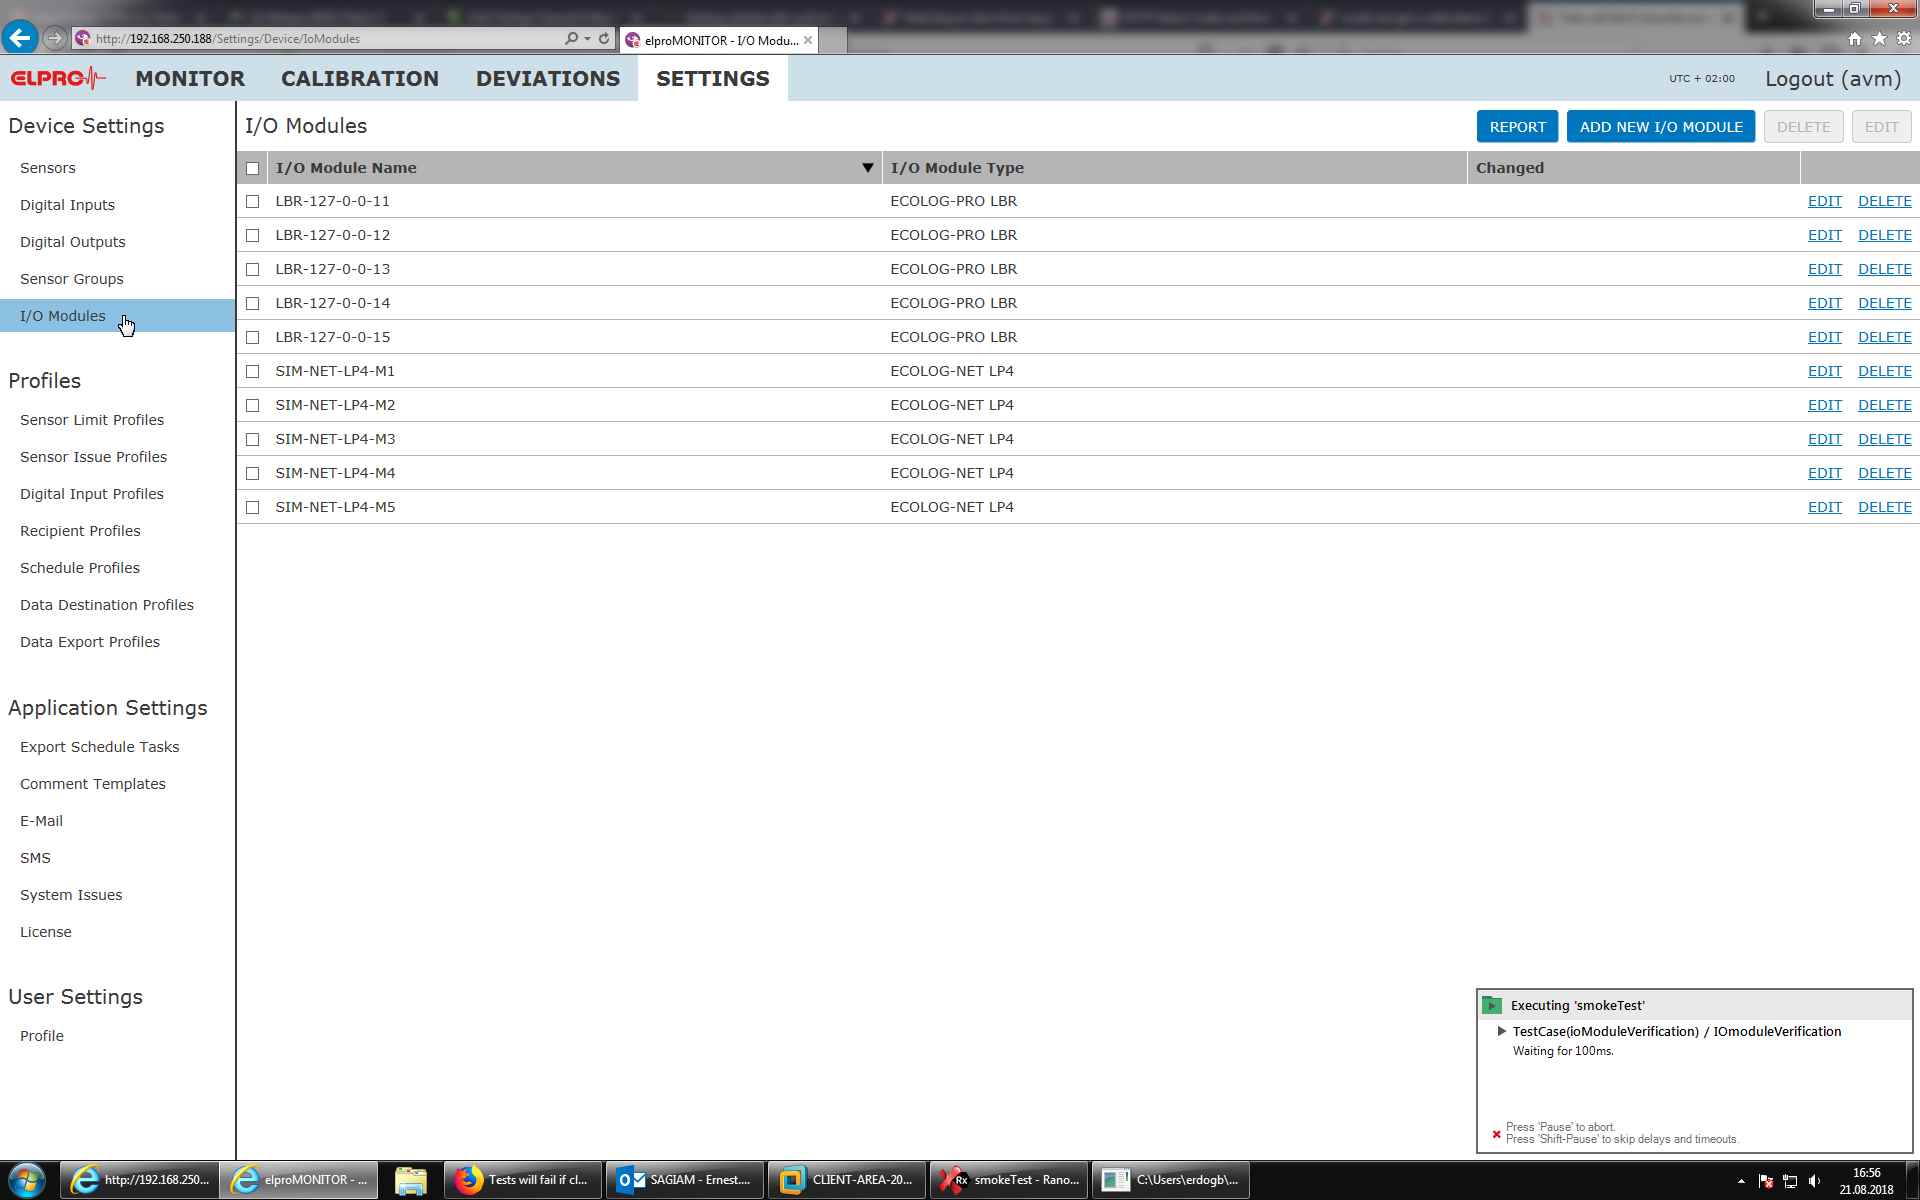 http://192.168.250.188/Settings/Device/IoModules
elproMONITOR - I/O Modu...
ELPRO MONITOR CALIBRATION DEVIATIONS SETTINGS UTC + 02:00 Logout (avm)
Device Settings
Sensors
Digital Inputs
Digital Outputs
Sensor Groups
I/O Modules
Profiles
Sensor Limit Profiles
Sensor Issue Profiles
Digital Input Profiles
Recipient Profiles
Schedule Profiles
Data Destination Profiles
Data Export Profiles
Application Settings
Export Schedule Tasks
Comment Templates
E-Mail
SMS
System Issues
License
User Settings
Profile
I/O Modules REPORT ADD NEW I/O MODULE DELETE EDIT
I/O Module Name I/O Module Type Changed
LBR-127-0-0-11 ECOLOG-PRO LBR EDIT DELETE
LBR-127-0-0-12 ECOLOG-PRO LBR EDIT DELETE
LBR-127-0-0-13 ECOLOG-PRO LBR EDIT DELETE
LBR-127-0-0-14 ECOLOG-PRO LBR EDIT DELETE
LBR-127-0-0-15 ECOLOG-PRO LBR EDIT DELETE
SIM-NET-LP4-M1 ECOLOG-NET LP4 EDIT DELETE
SIM-NET-LP4-M2 ECOLOG-NET LP4 EDIT DELETE
SIM-NET-LP4-M3 ECOLOG-NET LP4 EDIT DELETE
SIM-NET-LP4-M4 ECOLOG-NET LP4 EDIT DELETE
SIM-NET-LP4-M5 ECOLOG-NET LP4 EDIT DELETE
Executing 'smokeTest'
TestCase(ioModuleVerification) / IOmoduleVerification
Waiting for 100ms.
Press 'Pause' to abort.
Press 'Shift-Pause' to skip delays and timeouts.
http://192.168.250... elproMONITOR - ... Tests will fail if cl... SAGIAM - Ernest.... CLIENT-AREA-20... Rx smokeTest - Rano... C:\Users\erdogb\...
16:56
21.08.2018